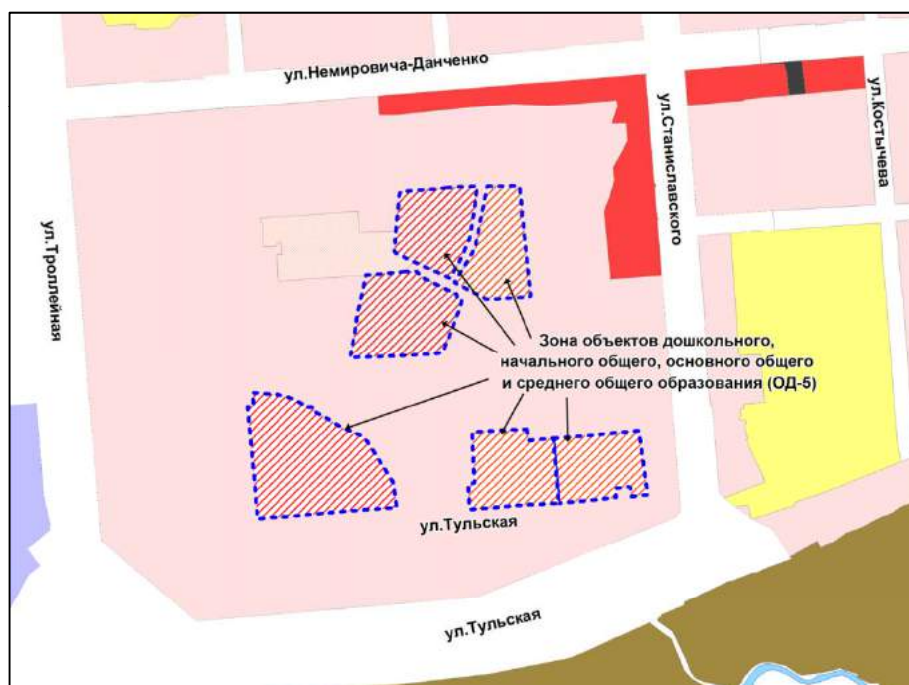 ул.Немировича-Данченко
ул.Станиславского
ул.Костычева
ул.Троллейная
Зона объектов дошкольного,
начального общего, основного общего
и среднего общего образования (ОД-5)
ул.Тульская
ул.Тульская